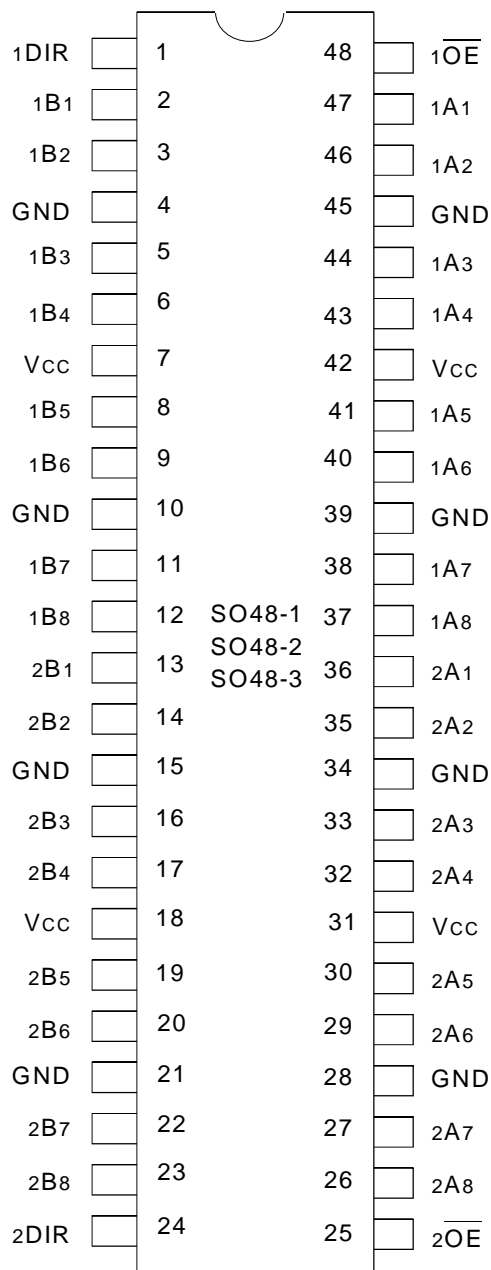 1DIR 1 48 1O̅E̅
1B1 2 47 1A1
1B2 3 46 1A2
GND 4 45 GND
1B3 5 44 1A3
1B4 6 43 1A4
VCC 7 42 VCC
1B5 8 41 1A5
1B6 9 40 1A6
GND 10 39 GND
1B7 11 38 1A7
1B8 12 SO48-1 37 1A8
SO48-2
2B1 13 SO48-3 36 2A1
2B2 14 35 2A2
GND 15 34 GND
2B3 16 33 2A3
2B4 17 32 2A4
VCC 18 31 VCC
2B5 19 30 2A5
2B6 20 29 2A6
GND 21 28 GND
2B7 22 27 2A7
2B8 23 26 2A8
2DIR 24 25 2O̅E̅